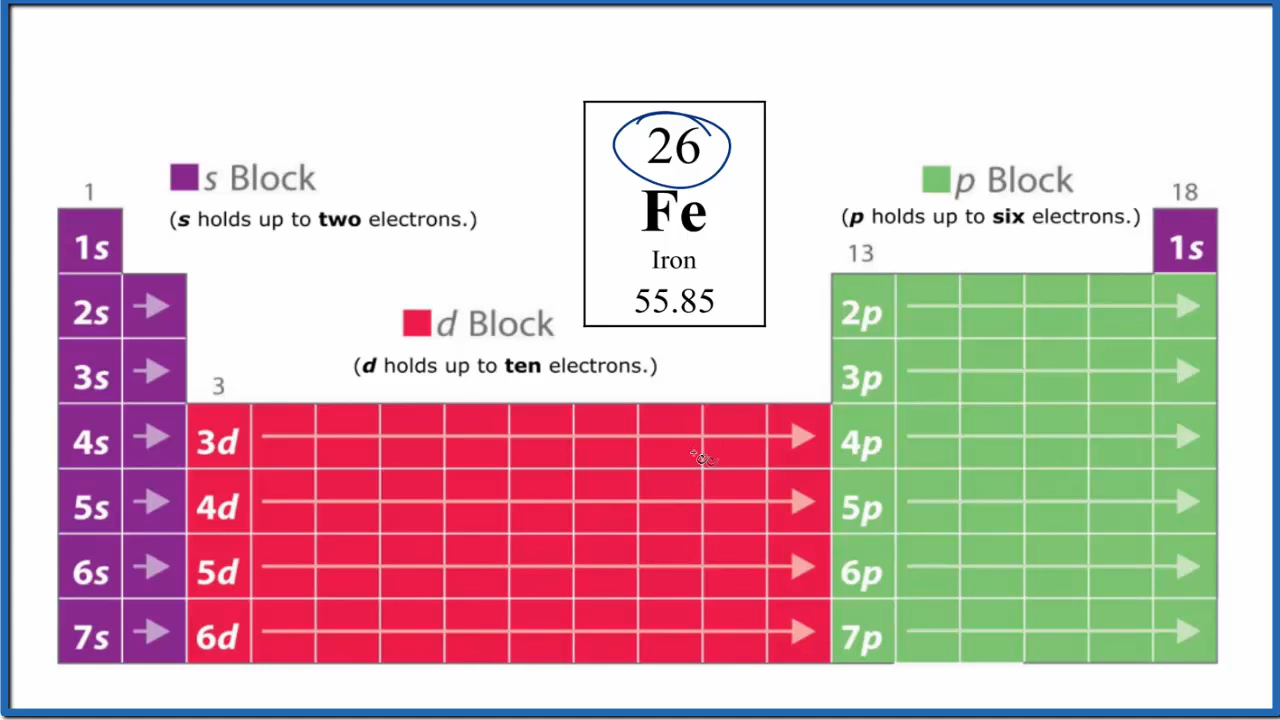 26
Fe
Iron
55.85
s Block
(s holds up to two electrons.)
p Block
(p holds up to six electrons.)
d Block
(d holds up to ten electrons.)
1
18
13
3
1s
1s
2s
2p
3s
3p
4s
3d
4p
5s
4d
5p
6s
5d
6p
7s
6d
7p